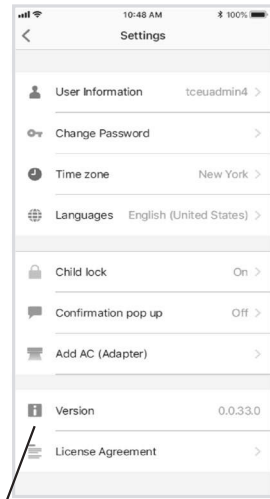 10:48 AM 100%
Settings
User Information tceuadmin4
Change Password
Time zone New York
Languages English (United States)
Child lock On
Confirmation pop up Off
Add AC (Adapter)
Version 0.0.33.0
License Agreement